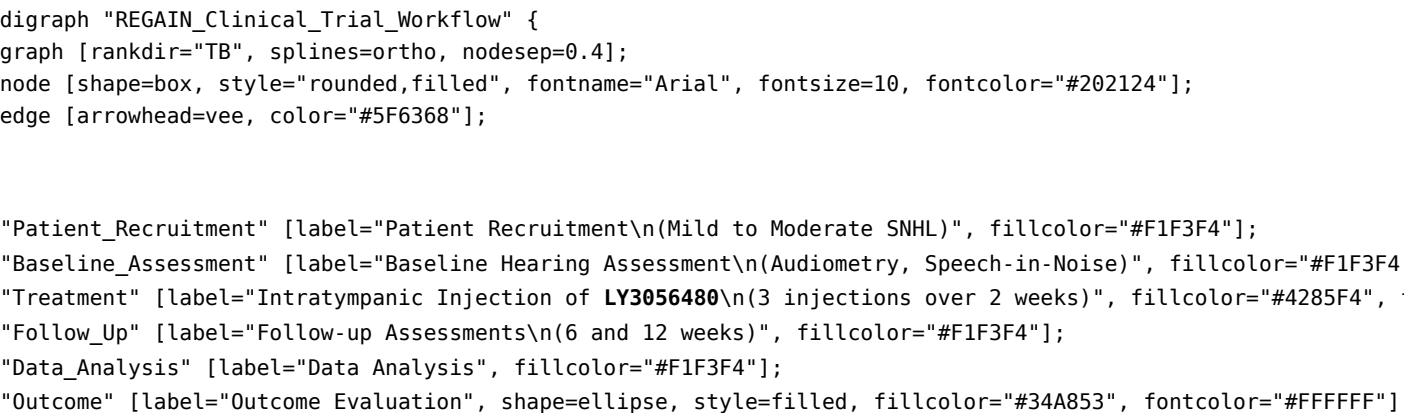 digraph "REGAIN_Clinical_Trial_Workflow" {
graph [rankdir="TB", splines=ortho, nodesep=0.4];
node [shape=box, style="rounded,filled", fontname="Arial", fontsize=10, fontcolor="#202124"];
edge [arrowhead=vee, color="#5F6368"];
"Patient_Recruitment" [label="Patient Recruitment\n(Mild to Moderate SNHL)", fillcolor="#F1F3F4"];
"Baseline_Assessment" [label="Baseline Hearing Assessment\n(Audiometry, Speech-in-Noise)", fillcolor="#F1F3F4
"Treatment" [label="Intratympanic Injection of LY3056480\n(3 injections over 2 weeks)", fillcolor="#4285F4",
"Follow_Up" [label="Follow-up Assessments\n(6 and 12 weeks)", fillcolor="#F1F3F4"];
"Data_Analysis" [label="Data Analysis", fillcolor="#F1F3F4"];
"Outcome" [label="Outcome Evaluation", shape=ellipse, style=filled, fillcolor="#34A853", fontcolor="#FFFFFF"]